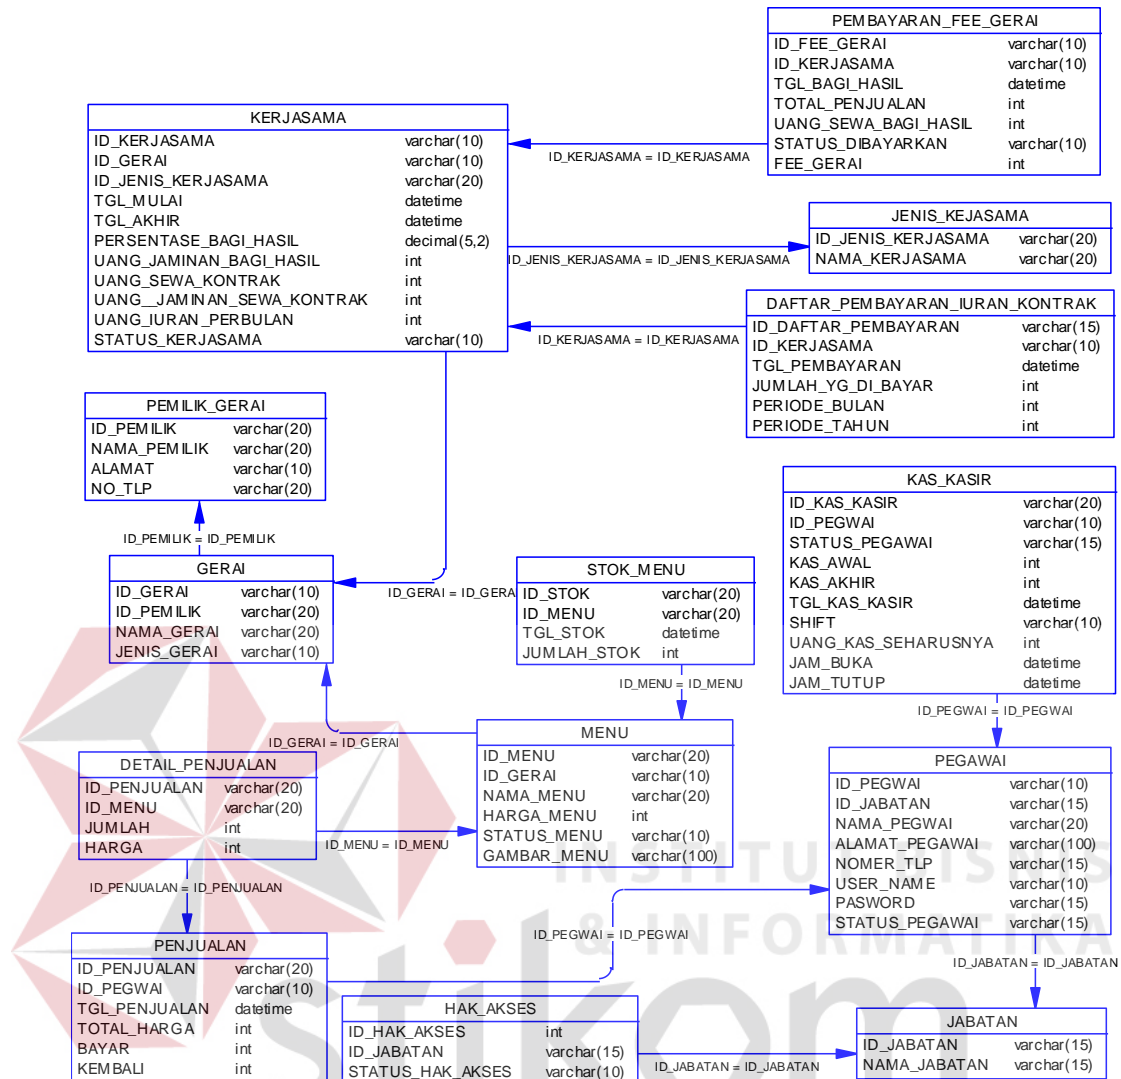 PEMBAYARAN_FEE_GERAI
ID_FEE_GERAI varchar(10)
ID_KERJASAMA varchar(10)
TGL_BAGI_HASIL datetime
TOTAL_PENJUALAN int
UANG_SEWA_BAGI_HASIL int
STATUS_DIBAYARKAN varchar(10)
FEE_GERAI int
KERJASAMA
ID_KERJASAMA varchar(10)
ID_GERAI varchar(10)
ID_JENIS_KERJASAMA varchar(20)
TGL_MULAI datetime
TGL_AKHIR datetime
PERSENTASE_BAGI_HASIL decimal(5,2)
UANG_JAMINAN_BAGI_HASIL int
UANG_SEWA_KONTRAK int
UANG__JAMINAN_SEWA_KONTRAK int
UANG_IURAN_PERBULAN int
STATUS_KERJASAMA varchar(10)
ID_KERJASAMA = ID_KERJASAMA
JENIS_KEJASAMA
ID_JENIS_KERJASAMA varchar(20)
NAMA_KERJASAMA varchar(20)
ID_JENIS_KERJASAMA = ID_JENIS_KERJASAMA
DAFTAR_PEMBAYARAN_IURAN_KONTRAK
ID_DAFTAR_PEMBAYARAN varchar(15)
ID_KERJASAMA varchar(10)
TGL_PEMBAYARAN datetime
JUMLAH_YG_DI_BAYAR int
PERIODE_BULAN int
PERIODE_TAHUN int
ID_KERJASAMA = ID_KERJASAMA
PEMILIK_GERAI
ID_PEMILIK varchar(20)
NAMA_PEMILIK varchar(20)
ALAMAT varchar(10)
NO_TLP varchar(20)
ID_PEMILIK = ID_PEMILIK
GERAI
ID_GERAI varchar(10)
ID_PEMILIK varchar(20)
NAMA_GERAI varchar(20)
JENIS_GERAI varchar(10)
ID_GERAI = ID_GERA
STOK_MENU
ID_STOK varchar(20)
ID_MENU varchar(20)
TGL_STOK datetime
JUMLAH_STOK int
ID_MENU = ID_MENU
KAS_KASIR
ID_KAS_KASIR varchar(20)
ID_PEGWAI varchar(10)
STATUS_PEGAWAI varchar(15)
KAS_AWAL int
KAS_AKHIR int
TGL_KAS_KASIR datetime
SHIFT varchar(10)
UANG_KAS_SEHARUSNYA int
JAM_BUKA datetime
JAM_TUTUP datetime
ID_PEGWAI = ID_PEGWAI
ID_GERAI = ID_GERAI
MENU
ID_MENU varchar(20)
ID_GERAI varchar(10)
NAMA_MENU varchar(20)
HARGA_MENU int
STATUS_MENU varchar(10)
GAMBAR_MENU varchar(100)
DETAIL_PENJUALAN
ID_PENJUALAN varchar(20)
ID_MENU varchar(20)
JUMLAH int
HARGA int
ID_MENU = ID_MENU
ID_PENJUALAN = ID_PENJUALAN
PEGAWAI
ID_PEGWAI varchar(10)
ID_JABATAN varchar(15)
NAMA_PEGWAI varchar(20)
ALAMAT_PEGAWAI varchar(100)
NOMER_TLP varchar(15)
USER_NAME varchar(10)
PASWORD varchar(15)
STATUS_PEGAWAI varchar(15)
INSTITUT BISNIS
& INFORMATIKA
stikom
ID_PEGWAI = ID_PEGWAI
ID_JABATAN = ID_JABATAN
PENJUALAN
ID_PENJUALAN varchar(20)
ID_PEGWAI varchar(10)
TGL_PENJUALAN datetime
TOTAL_HARGA int
BAYAR int
KEMBALI int
HAK_AKSES
ID_HAK_AKSES int
ID_JABATAN varchar(15)
STATUS_HAK_AKSES varchar(10)
ID_JABATAN = ID_JABATAN
JABATAN
ID_JABATAN varchar(15)
NAMA_JABATAN varchar(15)